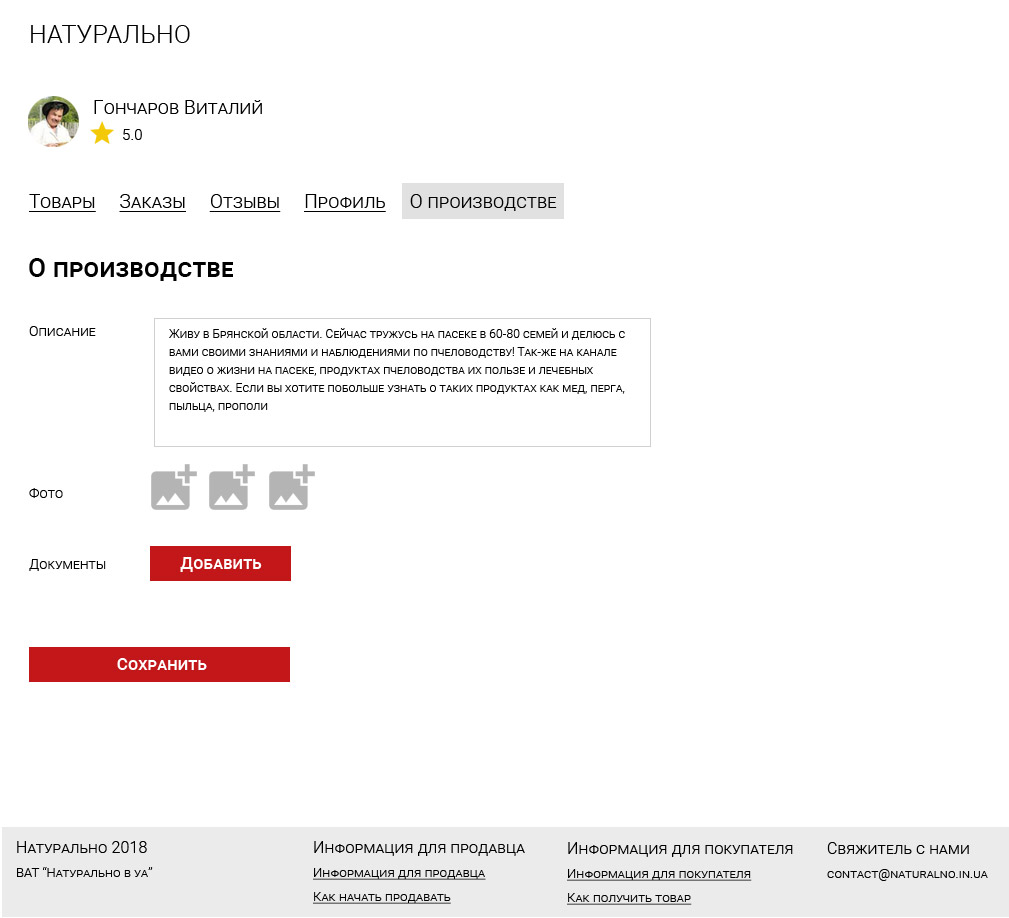 НАТУРАЛЬНО
Гончаров Виталий
5.0
Товары Заказы Отзывы Профиль О производстве
О производстве
Описание
Живу в Брянской области. Сейчас тружусь на пасеке в 60-80 семей и делюсь с
вами своими знаниями и наблюдениями по пчеловодству! Так-же на канале
видео о жизни на пасеке, продуктах пчеловодства их пользе и лечебных
свойствах. Если вы хотите побольше узнать о таких продуктах как мед, перга,
пыльца, прополи
Фото
Документы
Добавить
Сохранить
Натурально 2018
ВАТ “Натурально в уа”
Информация для продавца
Информация для продавца
Как начать продавать
Информация для покупателя
Информация для покупателя
Как получить товар
Свяжитель с нами
contact@naturalno.in.ua